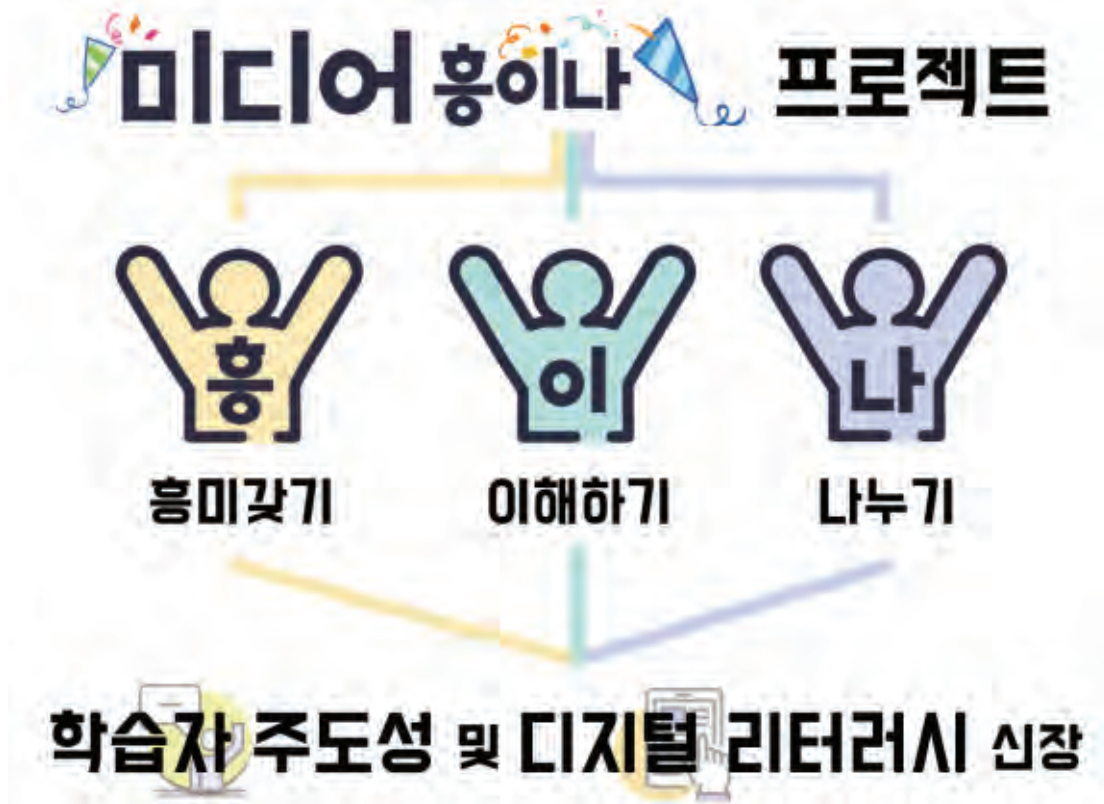 미디어 흥이나 프로젝트
흥 이 나
흥미갖기 이해하기 나누기
학습자 주도성 및 디지털 리터러시 신장